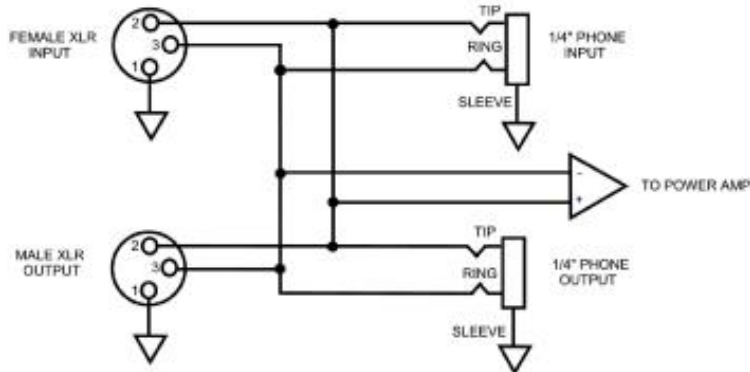 TIP
FEMALE XLR
INPUT
2
3
1
RING
1/4" PHONE
INPUT
SLEEVE
-
+
TO POWER AMP
MALE XLR
OUTPUT
2
3
1
TIP
RING
1/4" PHONE
OUTPUT
SLEEVE